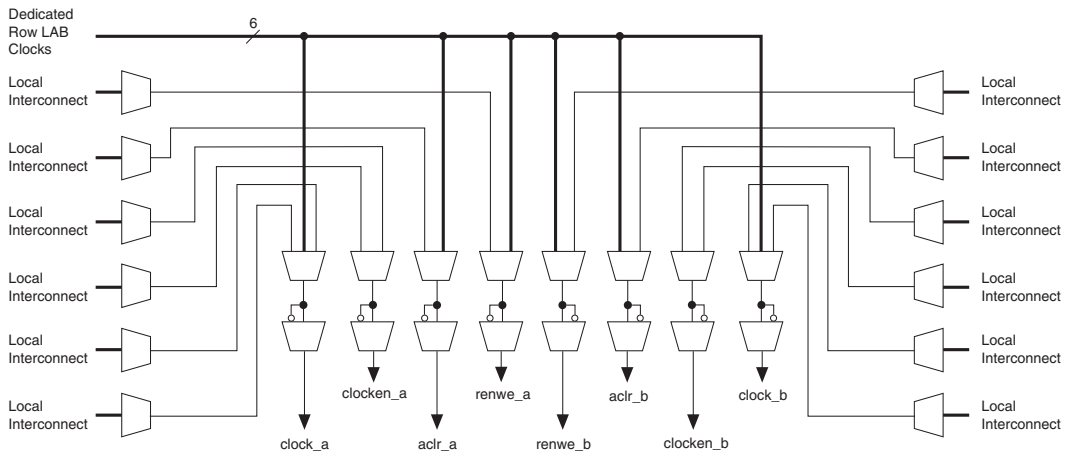 Dedicated
Row LAB
Clocks
6
Local
Interconnect
Local
Interconnect
Local
Interconnect
Local
Interconnect
Local
Interconnect
Local
Interconnect
Local
Interconnect
Local
Interconnect
Local
Interconnect
Local
Interconnect
Local
Interconnect
Local
Interconnect
clocken_a
renwe_a
aclr_b
clock_b
clock_a
aclr_a
renwe_b
clocken_b